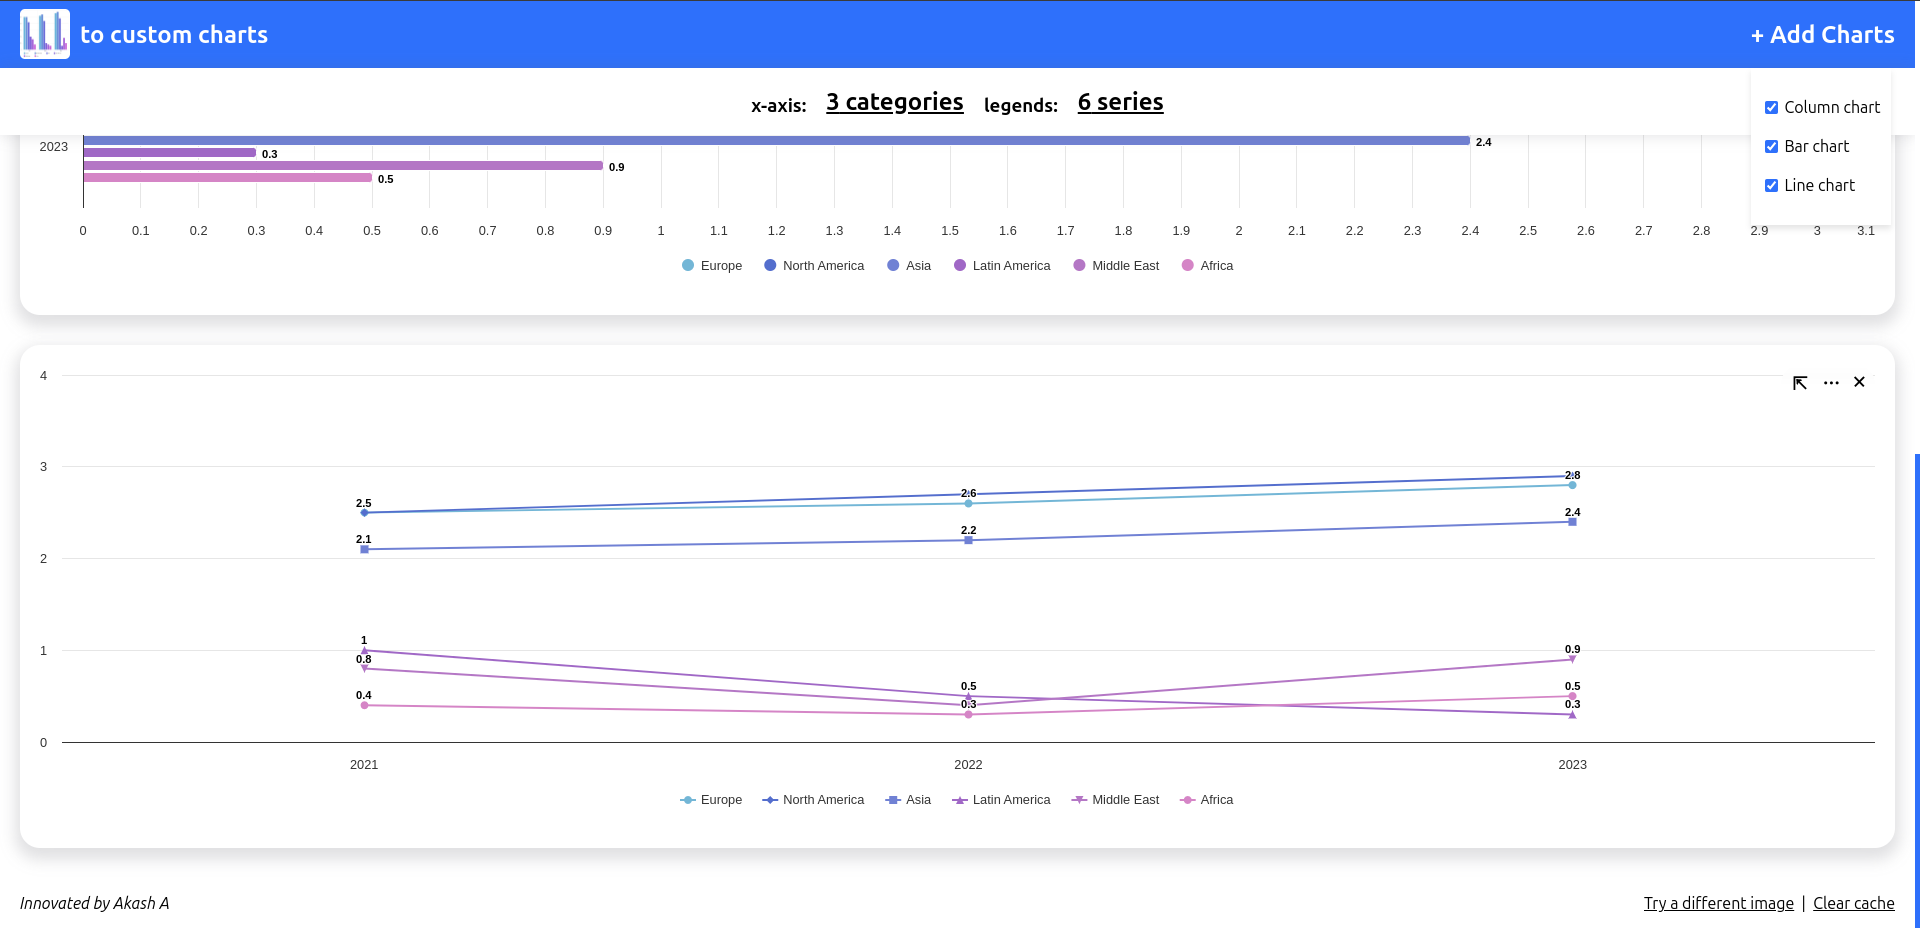 to custom charts
+ Add Charts
x-axis: 3 categories legends: 6 series
Column chart
Bar chart
Line chart
2023
2.4
0.3
0.9
0.5
0 0.1 0.2 0.3 0.4 0.5 0.6 0.7 0.8 0.9 1 1.1 1.2 1.3 1.4 1.5 1.6 1.7 1.8 1.9 2 2.1 2.2 2.3 2.4 2.5 2.6 2.7 2.8 2.9 3 3.1
Europe North America Asia Latin America Middle East Africa
4
3
2.5 2.6 2.8
2.1 2.2 2.4
2
1
1
0.8 0.9
0.4 0.5 0.5
0.3 0.3
0
2021 2022 2023
Europe North America Asia Latin America Middle East Africa
Innovated by Akash A
Try a different image | Clear cache